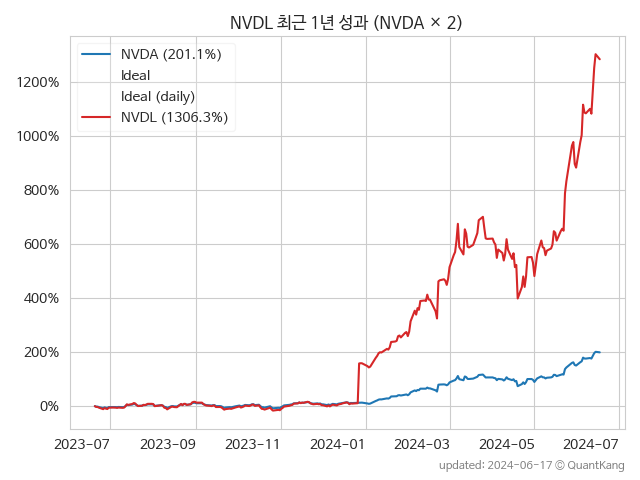 NVDL 최근 1년 성과 (NVDA × 2)
NVDA (201.1%)
Ideal
Ideal (daily)
NVDL (1306.3%)
1200%
1000%
800%
600%
400%
200%
0%
2023-07 2023-09 2023-11 2024-01 2024-03 2024-05 2024-07
updated: 2024-06-17 © QuantKang